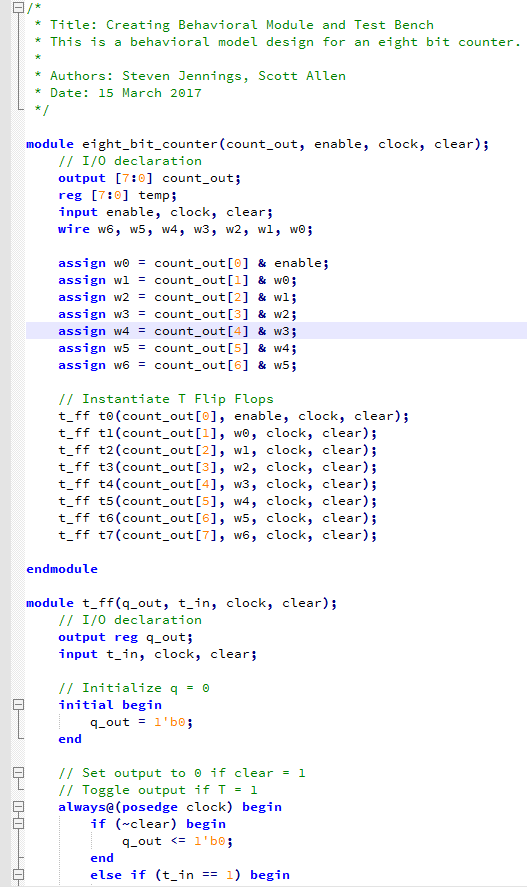 /*
 * Title: Creating Behavioral Module and Test Bench
 * This is a behavioral model design for an eight bit counter.
 *
 * Authors: Steven Jennings, Scott Allen
 * Date: 15 March 2017
 */

module eight_bit_counter(count_out, enable, clock, clear);
    // I/O declaration
    output [7:0] count_out;
    reg [7:0] temp;
    input enable, clock, clear;
    wire w6, w5, w4, w3, w2, w1, w0;

    assign w0 = count_out[0] & enable;
    assign w1 = count_out[1] & w0;
    assign w2 = count_out[2] & w1;
    assign w3 = count_out[3] & w2;
    assign w4 = count_out[4] & w3;
    assign w5 = count_out[5] & w4;
    assign w6 = count_out[6] & w5;

    // Instantiate T Flip Flops
    t_ff t0(count_out[0], enable, clock, clear);
    t_ff t1(count_out[1], w0, clock, clear);
    t_ff t2(count_out[2], w1, clock, clear);
    t_ff t3(count_out[3], w2, clock, clear);
    t_ff t4(count_out[4], w3, clock, clear);
    t_ff t5(count_out[5], w4, clock, clear);
    t_ff t6(count_out[6], w5, clock, clear);
    t_ff t7(count_out[7], w6, clock, clear);

endmodule

module t_ff(q_out, t_in, clock, clear);
    // I/O declaration
    output reg q_out;
    input t_in, clock, clear;

    // Initialize q = 0
    initial begin
        q_out = 1'b0;
    end

    // Set output to 0 if clear = 1
    // Toggle output if T = 1
    always@(posedge clock) begin
        if (~clear) begin
            q_out <= 1'b0;
        end
        else if (t_in == 1) begin